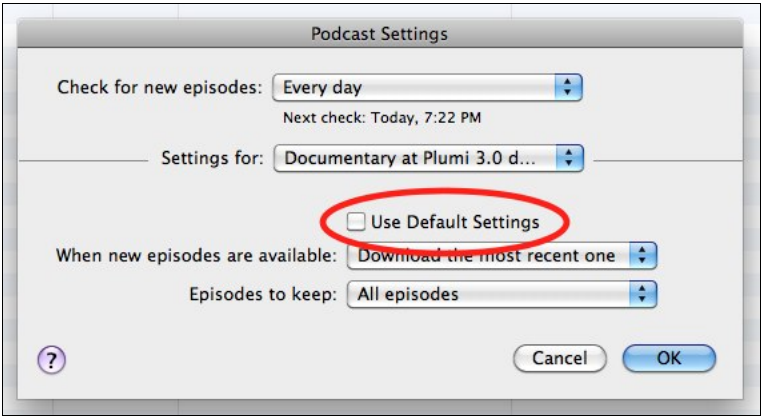 Podcast Settings
Check for new episodes: Every day
Next check: Today, 7:22 PM
Settings for: Documentary at Plumi 3.0 d...
Use Default Settings
When new episodes are available: Download the most recent one
Episodes to keep: All episodes
? Cancel OK